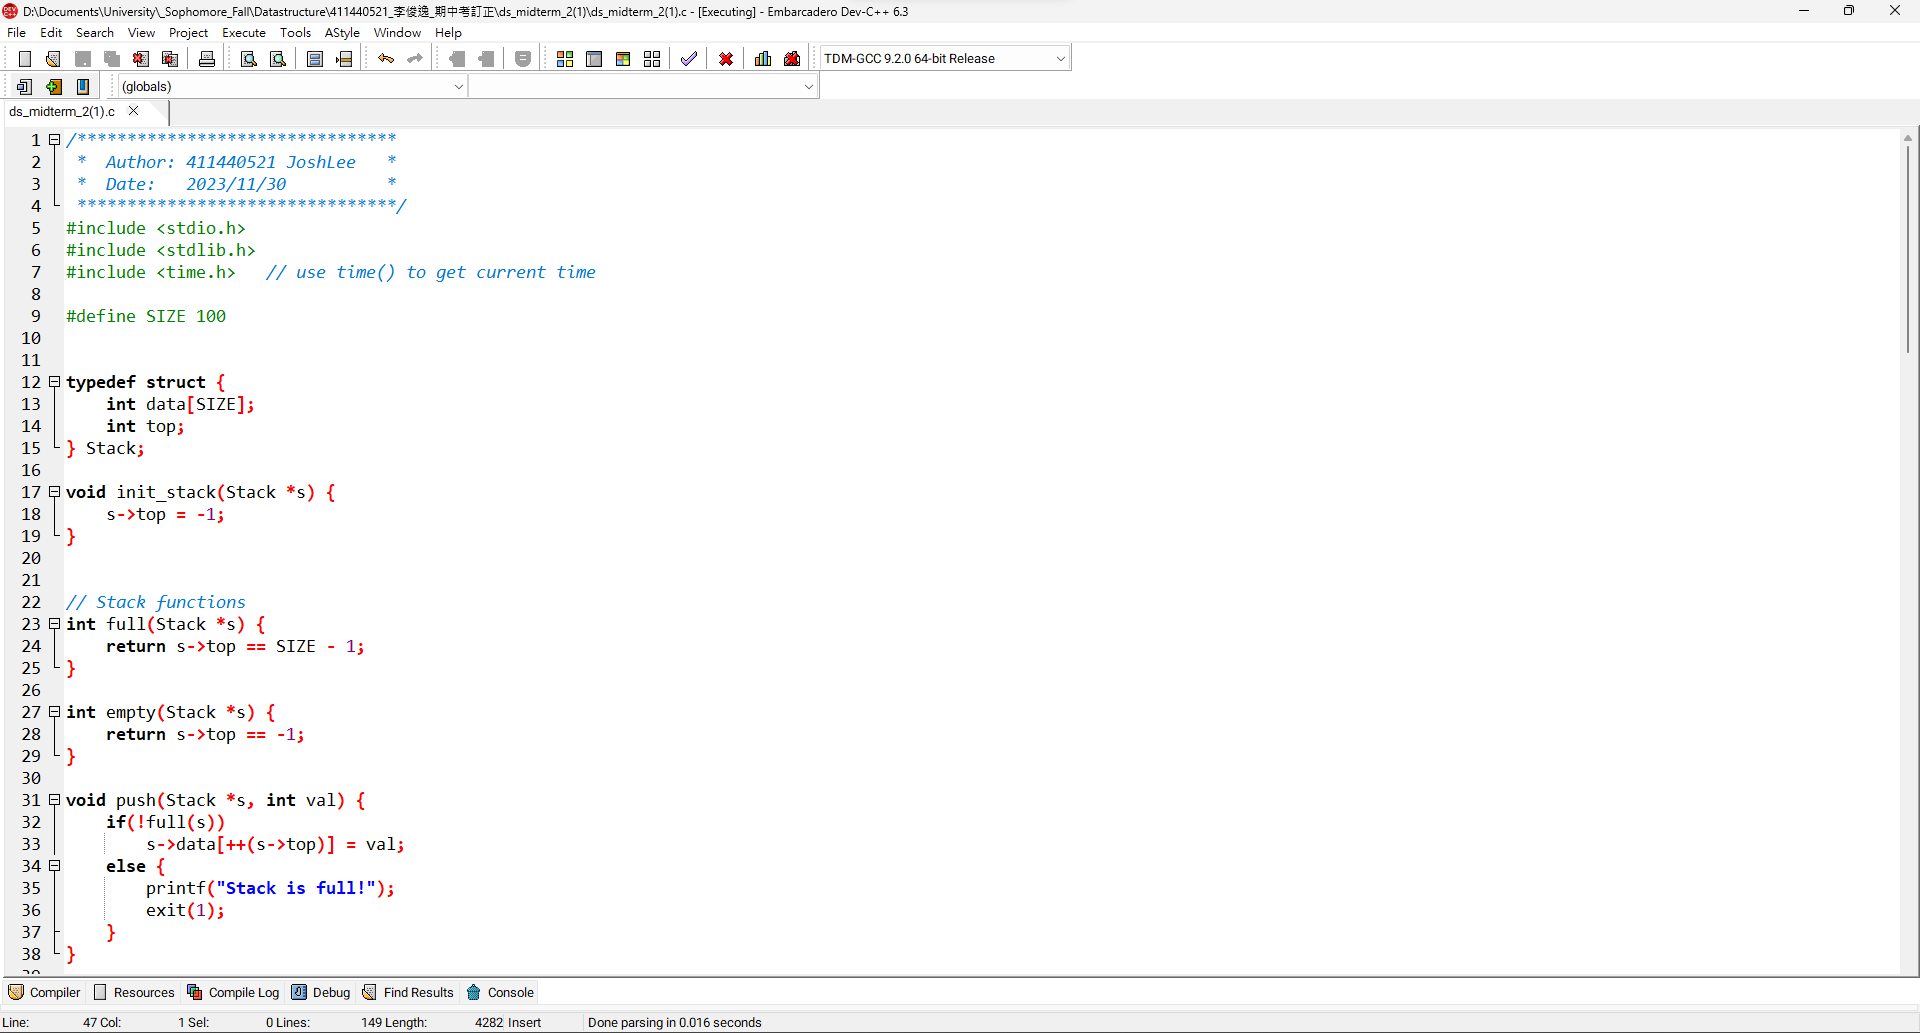 D:\Documents\University\_Sophomore_Fall\Datastructure\411440521_李俊逸_期中考訂正\ds_midterm_2(1)\ds_midterm_2(1).c - [Executing] - Embarcadero Dev-C++ 6.3
File Edit Search View Project Execute Tools AStyle Window Help
TDM-GCC 9.2.0 64-bit Release
(globals)
ds_midterm_2(1).c
1 /********************************
2 * Author: 411440521 JoshLee *
3 * Date: 2023/11/30 *
4 ********************************/
5 #include <stdio.h>
6 #include <stdlib.h>
7 #include <time.h> // use time() to get current time
8
9 #define SIZE 100
10
11
12 typedef struct {
13 int data[SIZE];
14 int top;
15 } Stack;
16
17 void init_stack(Stack *s) {
18 s->top = -1;
19 }
20
21
22 // Stack functions
23 int full(Stack *s) {
24 return s->top == SIZE - 1;
25 }
26
27 int empty(Stack *s) {
28 return s->top == -1;
29 }
30
31 void push(Stack *s, int val) {
32 if(!full(s))
33 s->data[++(s->top)] = val;
34 else {
35 printf("Stack is full!");
36 exit(1);
37 }
38 }
Compiler Resources Compile Log Debug Find Results Console
Line: 47 Col: 1 Sel: 0 Lines: 149 Length: 4282 Insert Done parsing in 0.016 seconds